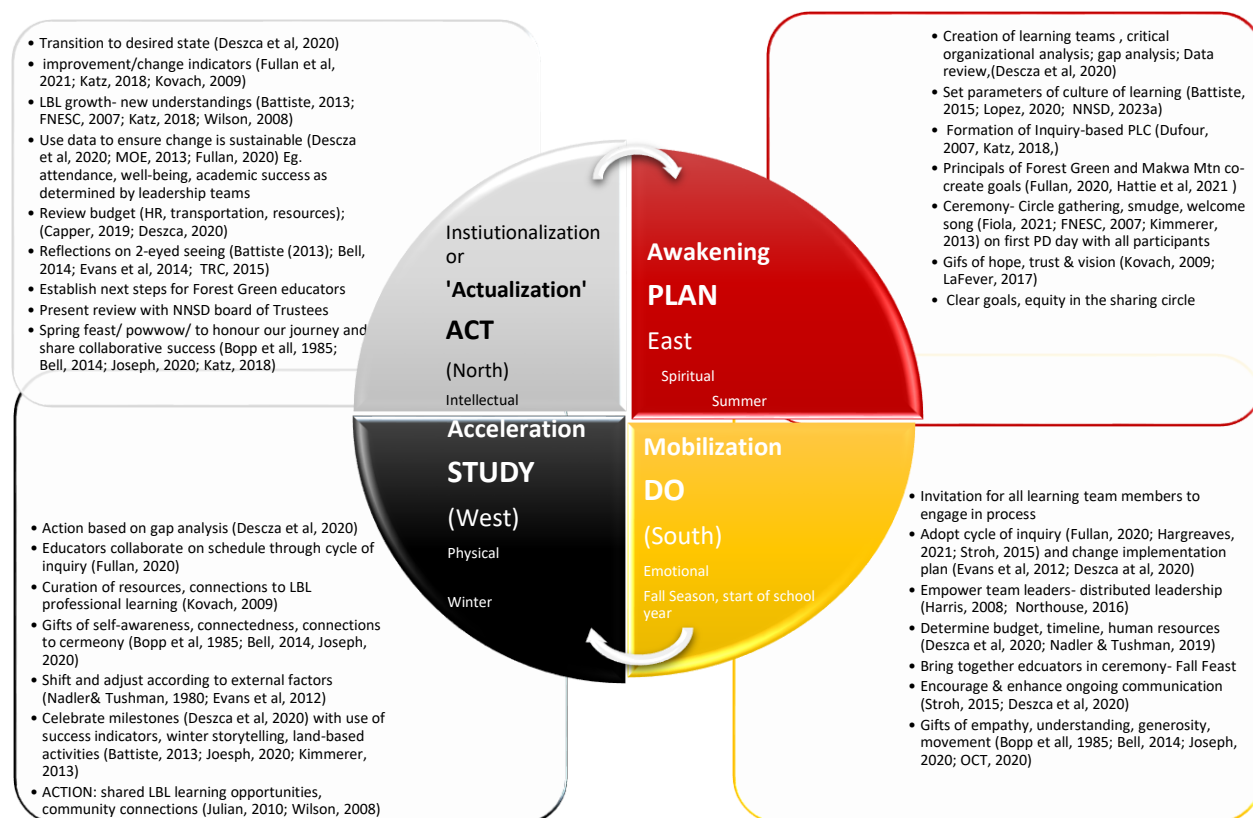 • Transition to desired state (Deszca et al, 2020)
• improvement/change indicators (Fullan et al, 2021; Katz, 2018; Kovach, 2009)
• LBL growth- new understandings (Battiste, 2013; FNESC, 2007; Katz, 2018; Wilson, 2008)
• Use data to ensure change is sustainable (Descza et al, 2020; MOE, 2013; Fullan, 2020) Eg. attendance, well-being, academic success as determined by leadership teams
• Review budget (HR, transportation, resources); (Capper, 2019; Deszca, 2020)
• Reflections on 2-eyed seeing (Battiste (2013); Bell, 2014; Evans et al, 2014; TRC, 2015)
• Establish next steps for Forest Green educators
• Present review with NNSD board of Trustees
• Spring feast/ powwow/ to honour our journey and share collaborative success (Bopp et all, 1985; Bell, 2014; Joseph, 2020; Katz, 2018)
Instiutionalization
or
'Actualization'
ACT
(North)
Intellectual
Awakening
PLAN
East
Spiritual
Summer
• Creation of learning teams , critical organizational analysis; gap analysis; Data review,(Descza et al, 2020)
• Set parameters of culture of learning (Battiste, 2015; Lopez, 2020; NNSD, 2023a)
• Formation of Inquiry-based PLC (Dufour, 2007, Katz, 2018,)
• Principals of Forest Green and Makwa Mtn co-create goals (Fullan, 2020, Hattie et al, 2021 )
• Ceremony- Circle gathering, smudge, welcome song (Fiola, 2021; FNESC, 2007; Kimmerer, 2013) on first PD day with all participants
• Gifs of hope, trust & vision (Kovach, 2009; LaFever, 2017)
• Clear goals, equity in the sharing circle
• Action based on gap analysis (Descza et al, 2020)
• Educators collaborate on schedule through cycle of inquiry (Fullan, 2020)
• Curation of resources, connections to LBL professional learning (Kovach, 2009)
• Gifts of self-awareness, connectedness, connections to cermeony (Bopp et al, 1985; Bell, 2014, Joseph, 2020)
• Shift and adjust according to external factors (Nadler& Tushman, 1980; Evans et al, 2012)
• Celebrate milestones (Deszca et al, 2020) with use of success indicators, winter storytelling, land-based activities (Battiste, 2013; Joesph, 2020; Kimmerer, 2013)
• ACTION: shared LBL learning opportunities, community connections (Julian, 2010; Wilson, 2008)
Acceleration
STUDY
(West)
Physical
Winter
Mobilization
DO
(South)
Emotional
Fall Season, start of school
year
• Invitation for all learning team members to engage in process
• Adopt cycle of inquiry (Fullan, 2020; Hargreaves, 2021; Stroh, 2015) and change implementation plan (Evans et al, 2012; Deszca at al, 2020)
• Empower team leaders- distributed leadership (Harris, 2008; Northouse, 2016)
• Determine budget, timeline, human resources (Deszca et al, 2020; Nadler & Tushman, 2019)
• Bring together edcuators in ceremony- Fall Feast
• Encourage & enhance ongoing communication (Stroh, 2015; Deszca et al, 2020)
• Gifts of empathy, understanding, generosity, movement (Bopp et all, 1985; Bell, 2014; Joseph, 2020; OCT, 2020)